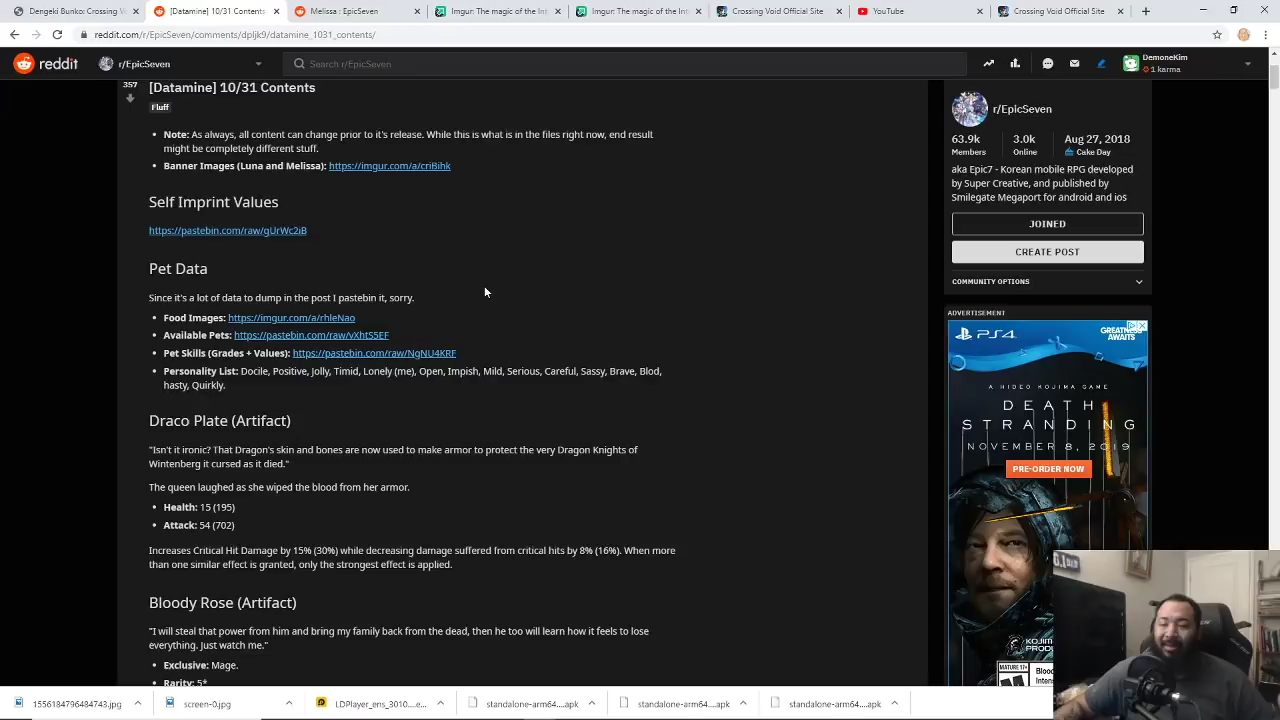 Dengeki Bunko: Crossing V
[Datamine] 10/31 Contents
Melissa : EpicSeven
Imgur: The magic of the Int
Imgur: The magic of the Int
Crossing Void Official Site
YouTube
Crossing Void Official Site
reddit.com/r/EpicSeven/comments/dpljk9/datamine_1031_contents/
reddit
r/EpicSeven
Search r/EpicSeven
DemoneKim
1 karma
357
[Datamine] 10/31 Contents
Fluff
• Note: As always, all content can change prior to it's release. While this is what is in the files right now, end result
might be completely different stuff.
• Banner Images (Luna and Melissa): https://imgur.com/a/criBihk
Self Imprint Values
https://pastebin.com/raw/gUrWc2iB
Pet Data
Since it's a lot of data to dump in the post I pastebin it, sorry.
• Food Images: https://imgur.com/a/rhleNao
• Available Pets: https://pastebin.com/raw/vXhtS5EF
• Pet Skills (Grades + Values): https://pastebin.com/raw/NgNU4KRF
• Personality List: Docile, Positive, Jolly, Timid, Lonely (me), Open, Impish, Mild, Serious, Careful, Sassy, Brave, Blod,
hasty, Quirkly.
Draco Plate (Artifact)
"Isn't it ironic? That Dragon's skin and bones are now used to make armor to protect the very Dragon Knights of
Wintenberg it cursed as it died."
The queen laughed as she wiped the blood from her armor.
• Health: 15 (195)
• Attack: 54 (702)
Increases Critical Hit Damage by 15% (30%) while decreasing damage suffered from critical hits by 8% (16%). When more
than one similar effect is granted, only the strongest effect is applied.
Bloody Rose (Artifact)
"I will steal that power from him and bring my family back from the dead, then he too will learn how it feels to lose
everything. Just watch me."
• Exclusive: Mage.
• Rarity: 5*
r/EpicSeven
63.9k
3.0k
Aug 27, 2018
Members
Online
Cake Day
aka Epic7 - Korean mobile RPG developed
by Super Creative, and published by
Smilegate Megaport for android and ios
JOINED
CREATE POST
COMMUNITY OPTIONS
ADVERTISEMENT
PS4
GREATNESS
AWAITS
A HIDEO KOJIMA GAME
DEATH
STRANDING
NOVEMBER 8, 2019
PRE-ORDER NOW
KOJIM
PRODU
MATURE 17+
Blood
Intens
1556184796484743.jpg
screen-0.jpg
LDPlayer_ens_3010....e...
standalone-arm64....apk
standalone-arm64....apk
standalone-arm64....apk